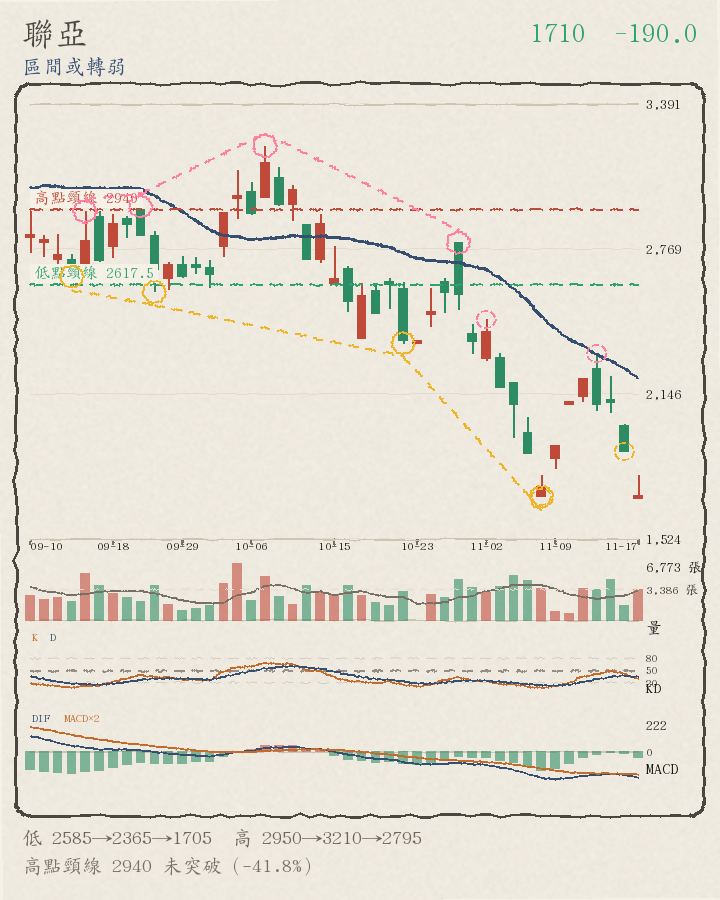 聯亞
1710 -190.0
區間或轉弱
3,391
高點頸線 2940
2,769
低點頸線 2617.5
2,146
1,524
09-10 09-18 09-29 10-06 10-15 10-23 11-02 11-09 11-17
6,773 張
3,386 張
量
K D
80
50
20
KD
DIF MACD×2
222
0
MACD
低 2585→2365→1705 高 2950→3210→2795
高點頸線 2940 未突破 (-41.8%)